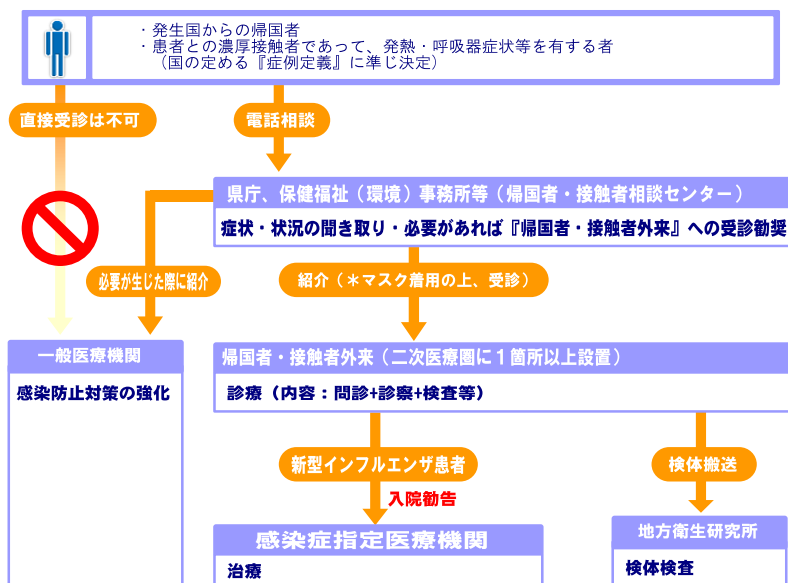 ・発生国からの帰国者
・患者との濃厚接触者であって、発熱・呼吸器症状等を有する者
（国の定める『症例定義』に準じ決定）
直接受診は不可
電話相談
県庁、保健福祉（環境）事務所等（帰国者・接触者相談センター）
症状・状況の聞き取り・必要があれば『帰国者・接触者外来』への受診勧奨
必要が生じた際に紹介
紹介（＊マスク着用の上、受診）
一般医療機関
感染防止対策の強化
帰国者・接触者外来（二次医療圏に１箇所以上設置）
診療（内容：問診+診察+検査等）
新型インフルエンザ患者
検体搬送
入院勧告
感染症指定医療機関
治療
地方衛生研究所
検体検査